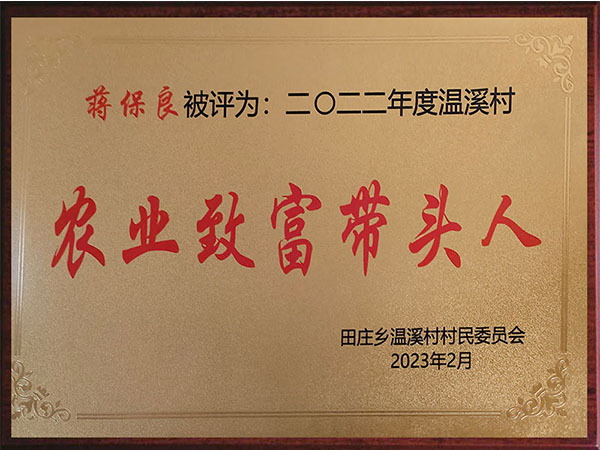 蒋保良被评为：二〇二二年度温溪村
农业致富带头人
田庄乡温溪村村民委员会
2023年2月